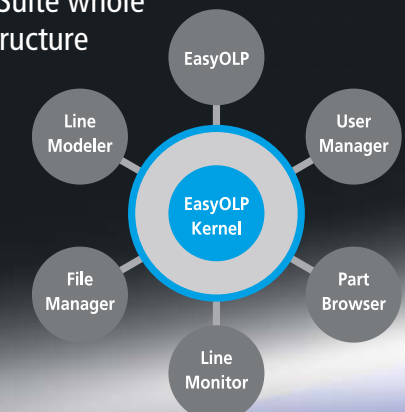 Suite whole
ructure
EasyOLP
Line
Modeler
User
Manager
EasyOLP
Kernel
File
Manager
Part
Browser
Line
Monitor